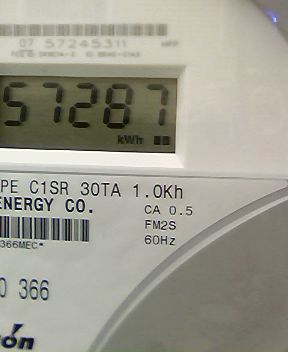 07 57245311
57287
kWh
PE C1SR 30TA 1.0Kh
ENERGY CO.
CA 0.5
FM2S
366MEC*
60Hz
0 366